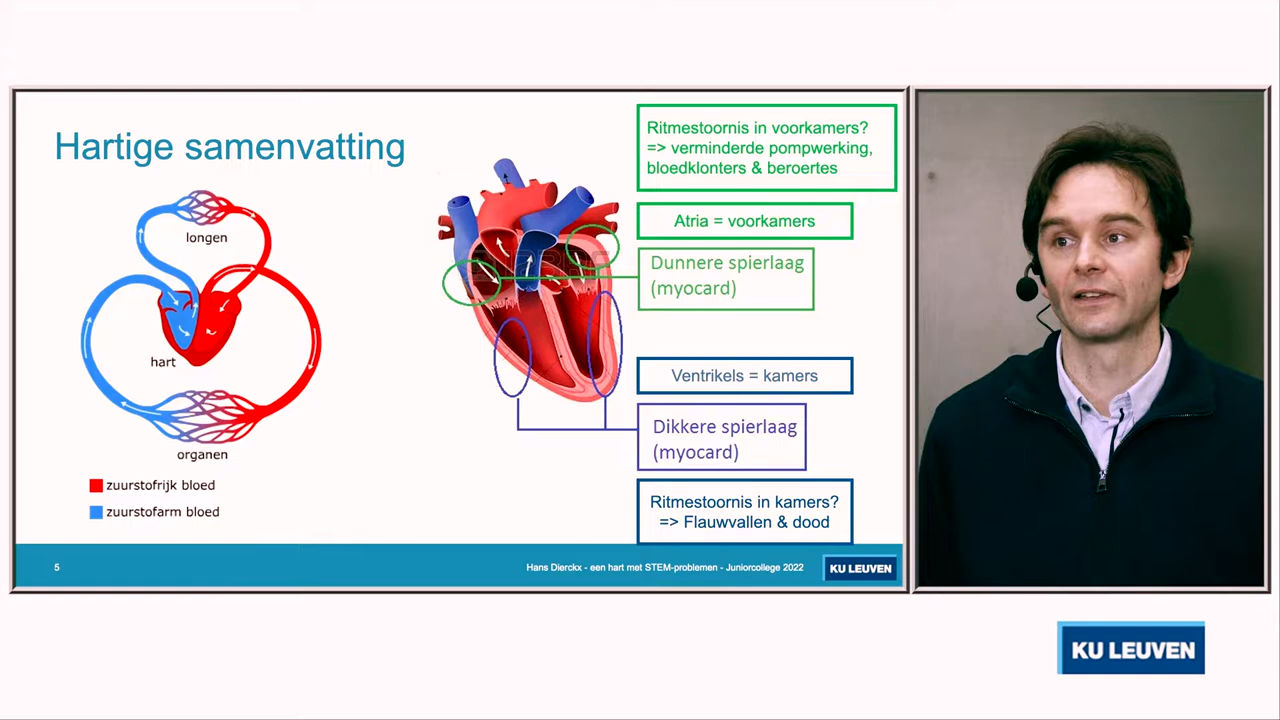 Hartige samenvatting
longen
hart
organen
zuurstofrijk bloed
zuurstofarm bloed
Ritmestoornis in voorkamers?
=> verminderde pompwerking,
bloedklonters & beroertes
Atria = voorkamers
Dunnere spierlaag
(myocard)
Ventrikels = kamers
Dikkere spierlaag
(myocard)
Ritmestoornis in kamers?
=> Flauwvallen & dood
5
Hans Dierckx - een hart met STEM-problemen - Juniorcollege 2022
KU LEUVEN
KU LEUVEN